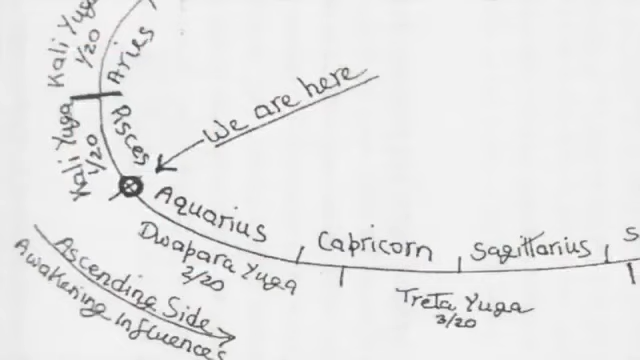 Kali Yuga
1/20
Aries
Kali Yuga
1/20
Pisces
We are here
Aquarius
Dwapara Yuga
2/20
Capricorn
Sagittarius
S
Treta Yuga
3/20
Ascending Side
Awakening Influences